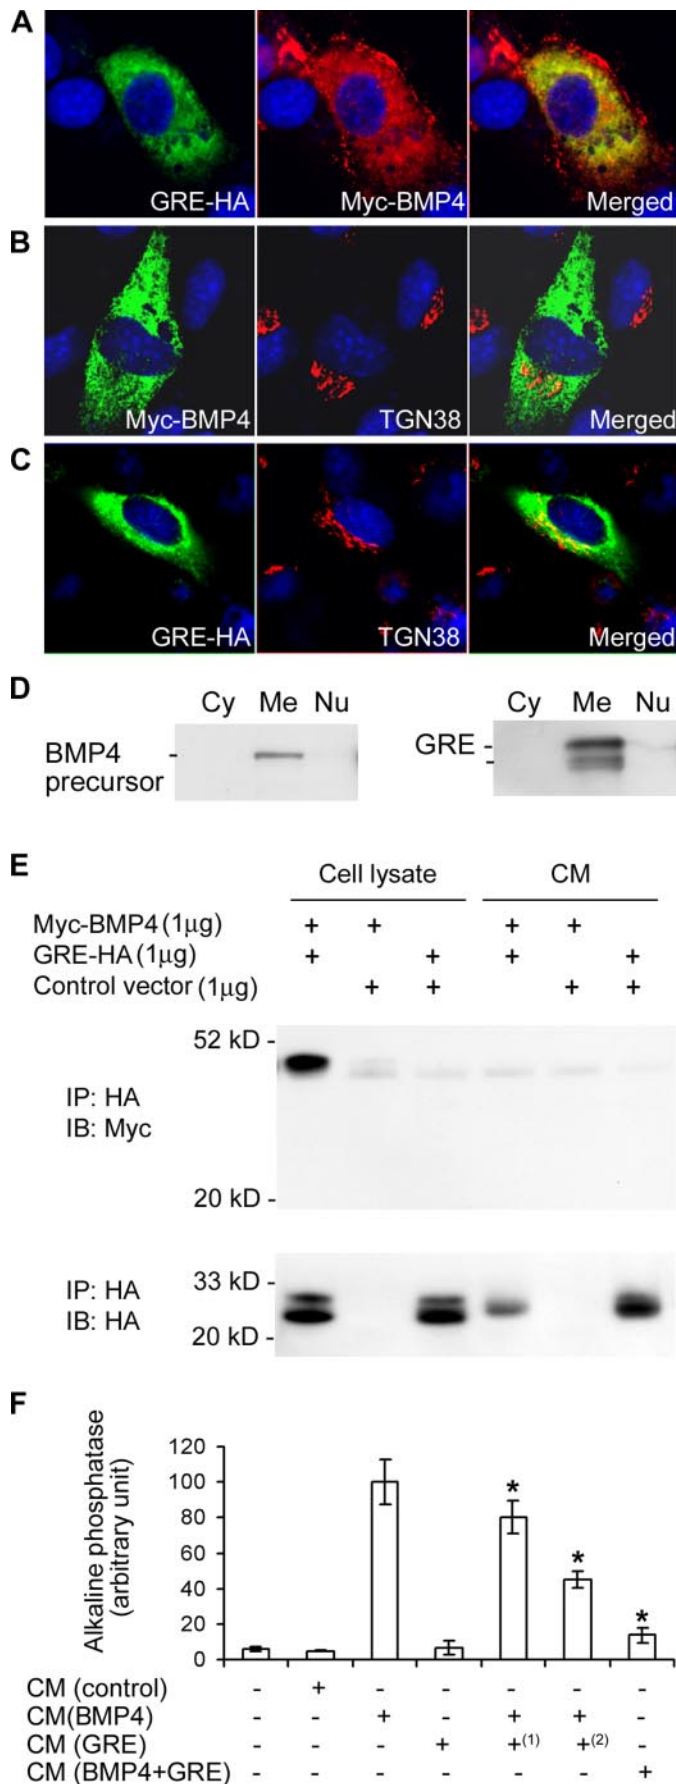 A
GRE-HA Myc-BMP4 Merged
B
Myc-BMP4 TGN38 Merged
C
GRE-HA TGN38 Merged
D
Cy Me Nu Cy Me Nu
BMP4 precursor - GRE - -
E
Cell lysate CM
Myc-BMP4 (1μg) + + + +
GRE-HA (1μg) + + + +
Control vector (1μg) + + + +
52 kD -
IP: HA
IB: Myc
20 kD -
33 kD -
IP: HA
IB: HA
20 kD -
F
Alkaline phosphatase
(arbitrary unit)
120
100
80
60
40
20
0
* * *
CM (control) - + - - - - -
CM(BMP4) - - + - + + -
CM (GRE) - - - + +(1) +(2) -
CM (BMP4+GRE) - - - - - - +